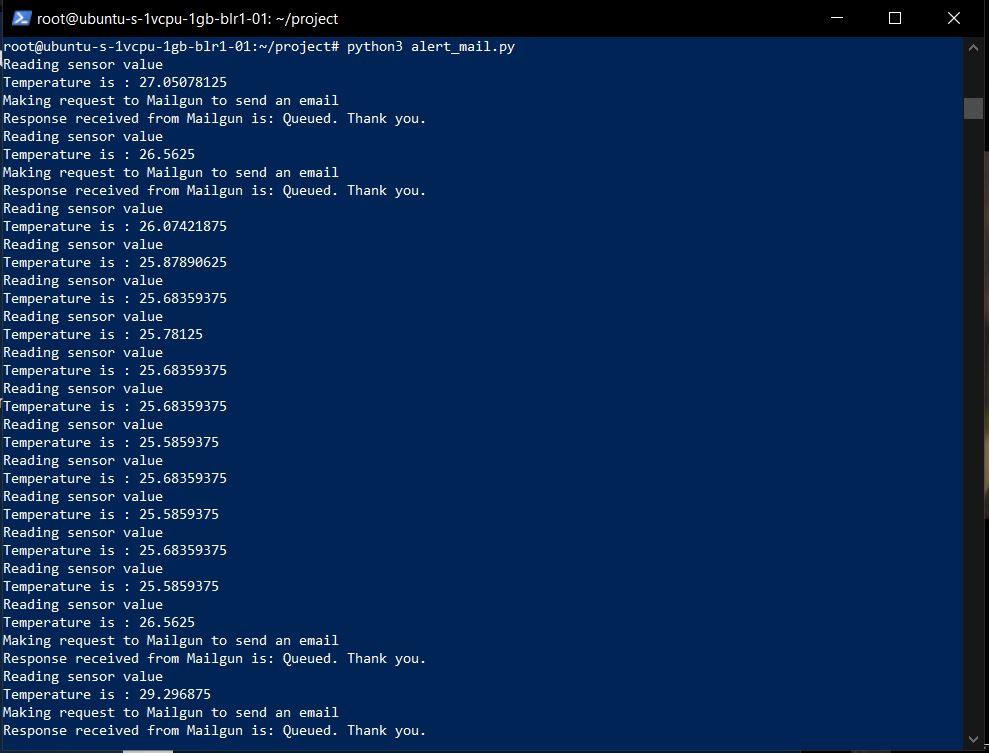 root@ubuntu-s-1vcpu-1gb-blr1-01: ~/project
root@ubuntu-s-1vcpu-1gb-blr1-01:~/project# python3 alert_mail.py
Reading sensor value
Temperature is : 27.05078125
Making request to Mailgun to send an email
Response received from Mailgun is: Queued. Thank you.
Reading sensor value
Temperature is : 26.5625
Making request to Mailgun to send an email
Response received from Mailgun is: Queued. Thank you.
Reading sensor value
Temperature is : 26.07421875
Reading sensor value
Temperature is : 25.87890625
Reading sensor value
Temperature is : 25.68359375
Reading sensor value
Temperature is : 25.78125
Reading sensor value
Temperature is : 25.68359375
Reading sensor value
Temperature is : 25.68359375
Reading sensor value
Temperature is : 25.5859375
Reading sensor value
Temperature is : 25.68359375
Reading sensor value
Temperature is : 25.5859375
Reading sensor value
Temperature is : 25.68359375
Reading sensor value
Temperature is : 25.5859375
Reading sensor value
Temperature is : 26.5625
Making request to Mailgun to send an email
Response received from Mailgun is: Queued. Thank you.
Reading sensor value
Temperature is : 29.296875
Making request to Mailgun to send an email
Response received from Mailgun is: Queued. Thank you.